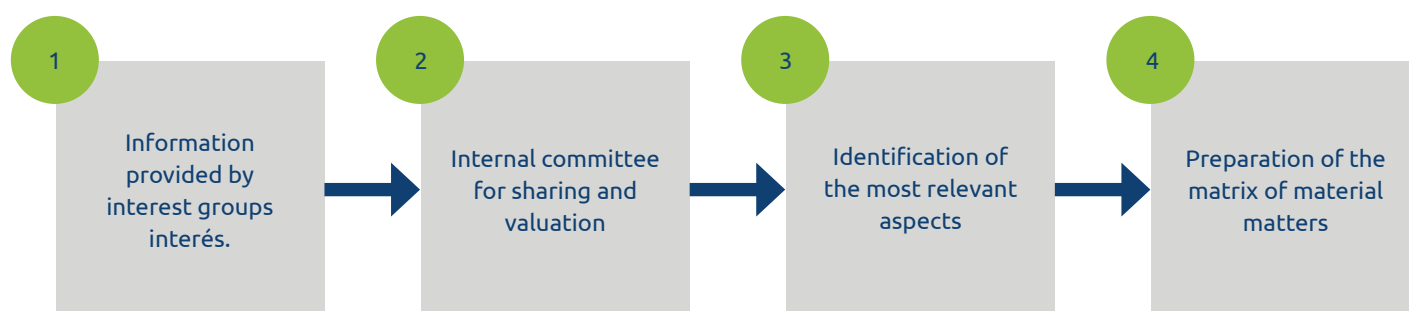 1
Information
provided by
interest groups
interés.
2
Internal committee
for sharing and
valuation
3
Identification of
the most relevant
aspects
4
Preparation of the
matrix of material
matters